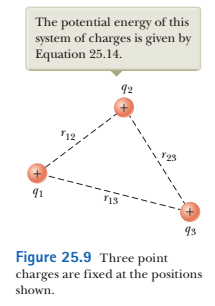 The potential energy of this
system of charges is given by
Equation 25.14.
q2
+
r12
r23
+
q1
r13
+
q3
Figure 25.9 Three point
charges are fixed at the positions
shown.